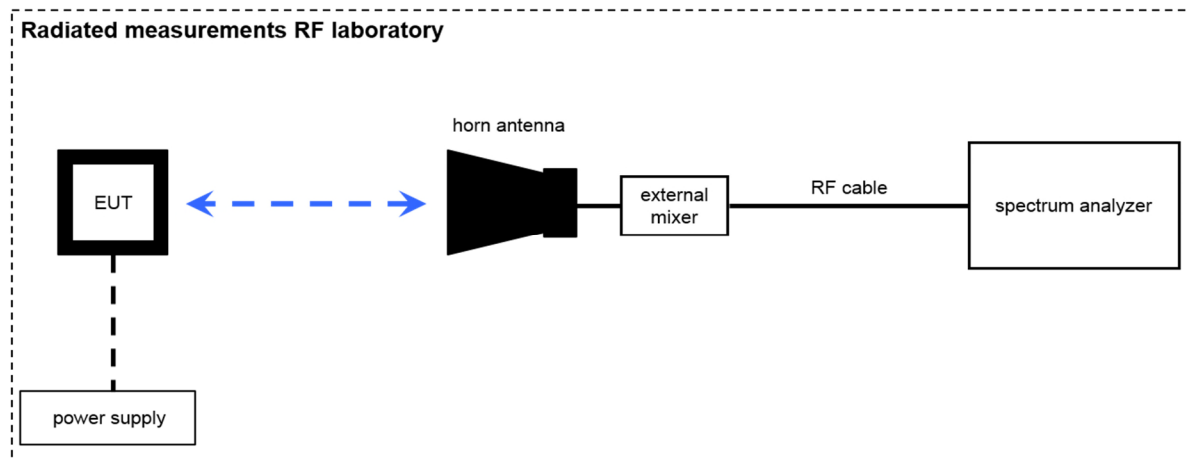 Radiated measurements RF laboratory
horn antenna
EUT
external
mixer
RF cable
spectrum analyzer
power supply